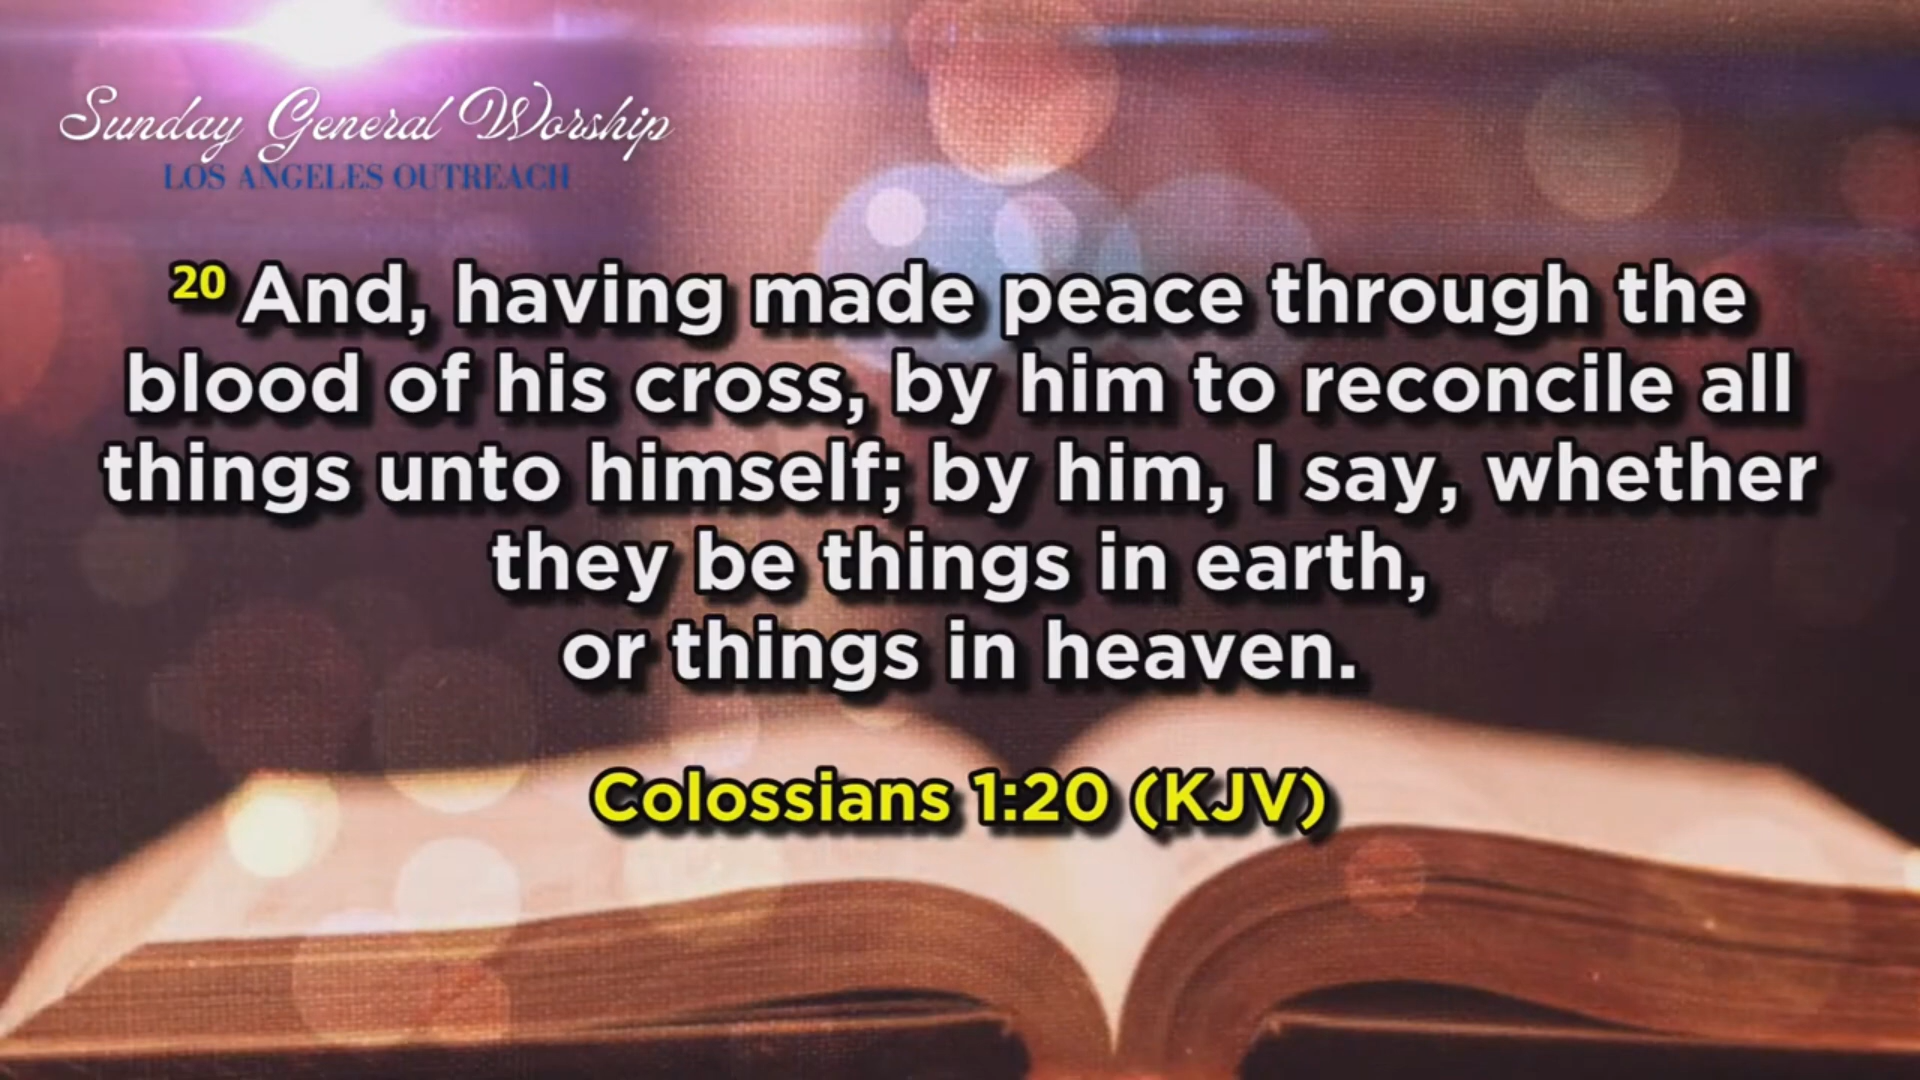 Sunday General Worship
LOS ANGELES OUTREACH
20 And, having made peace through the
blood of his cross, by him to reconcile all
things unto himself; by him, I say, whether
they be things in earth,
or things in heaven.
Colossians 1:20 (KJV)